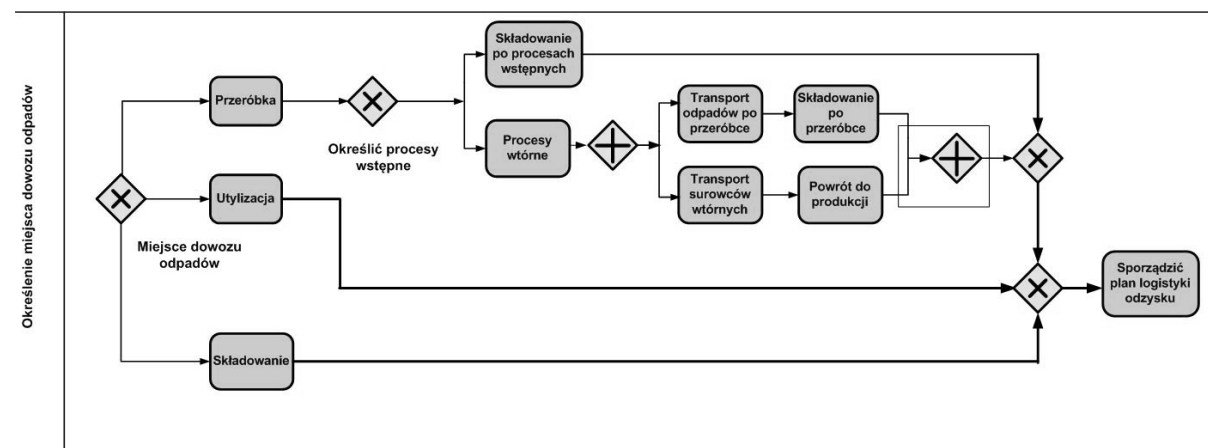 Określenie miejsca dowozu odpadów
Składowanie
po procesach
wstępnych
Przeróbka
Określić procesy
wstępne
Procesy
wtórne
Transport
odpadów po
przeróbce
Składowanie
po
przeróbce
Transport
surowców
wtórnych
Powrót do
produkcji
Utylizacja
Miejsce dowozu
odpadów
Sporządzić
plan logistyki
odzysku
Składowanie